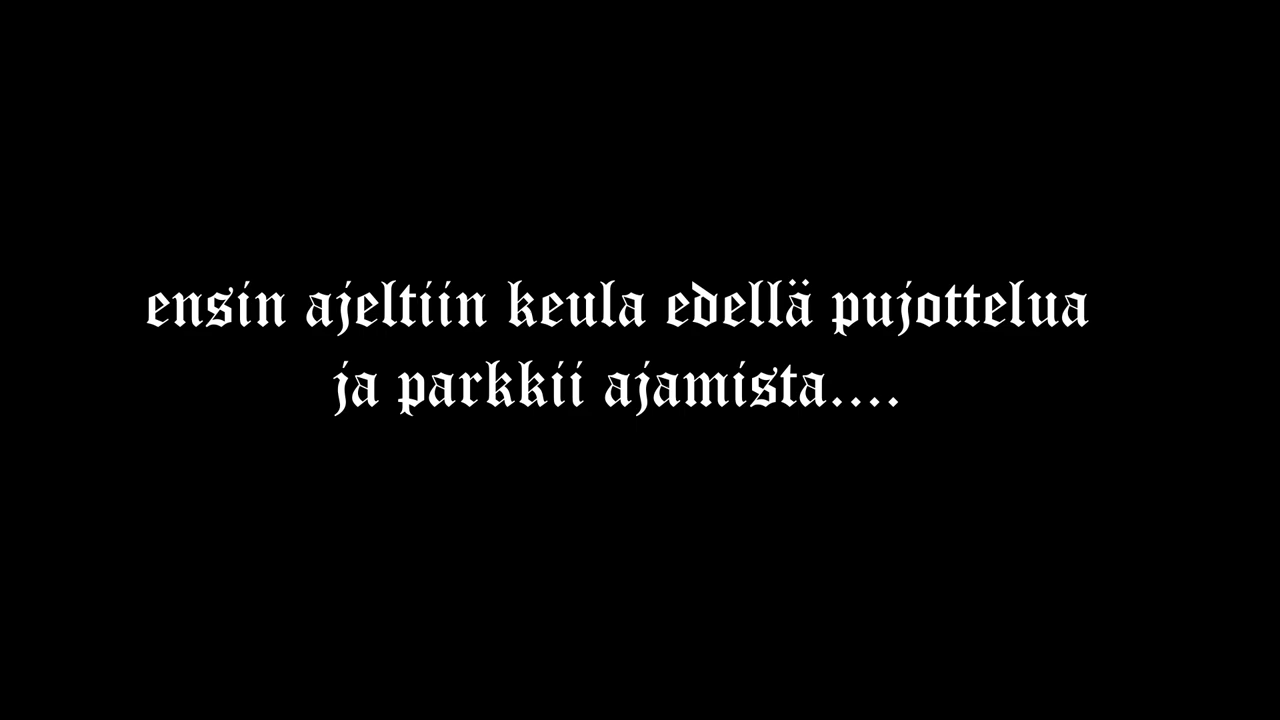 ensin ajeltiin keula edellä pujottelua
ja parkkii ajamista....